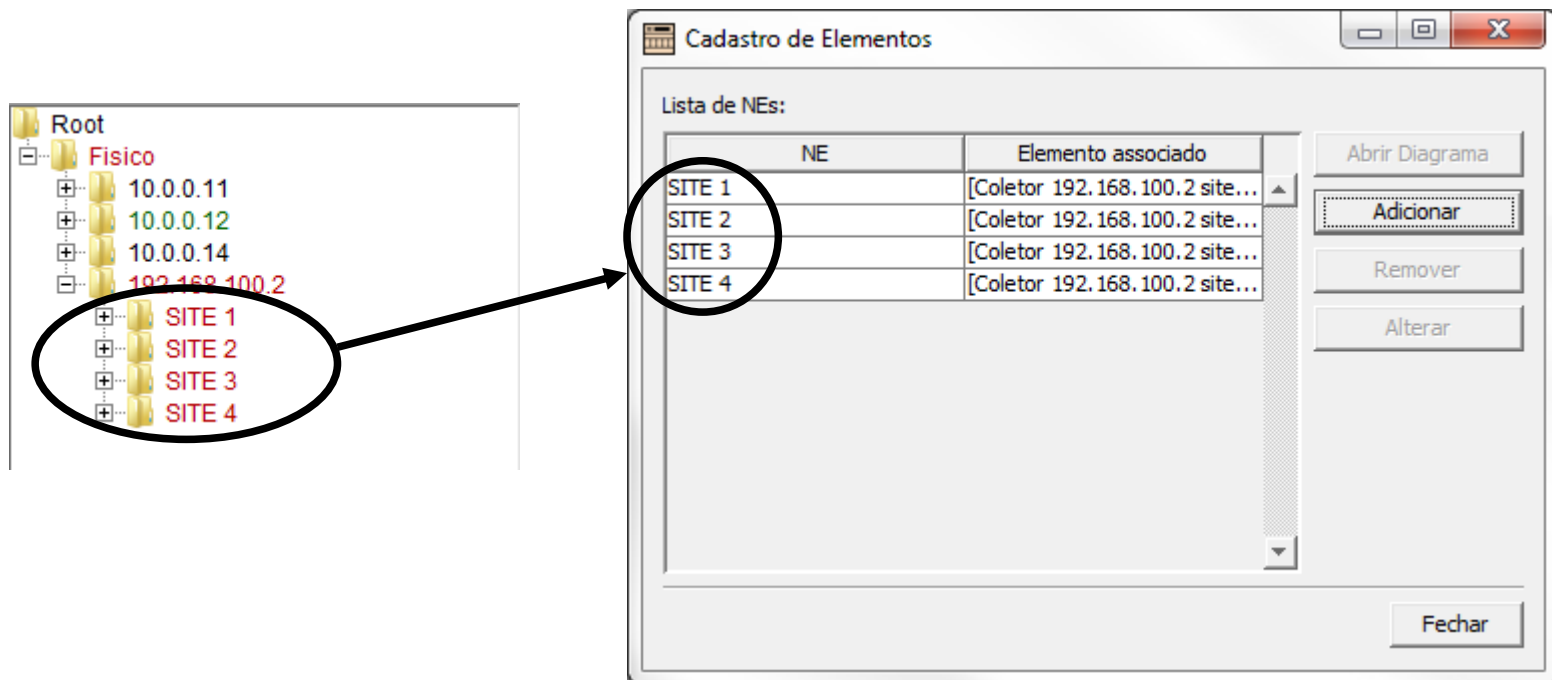 Root
Fisico
10.0.0.11
10.0.0.12
10.0.0.14
192.168.100.2
SITE 1
SITE 2
SITE 3
SITE 4
Cadastro de Elementos
Lista de NEs:
NE Elemento associado
SITE 1 [Coletor 192.168.100.2 site...
SITE 2 [Coletor 192.168.100.2 site...
SITE 3 [Coletor 192.168.100.2 site...
SITE 4 [Coletor 192.168.100.2 site...
Abrir Diagrama
Adicionar
Remover
Alterar
Fechar